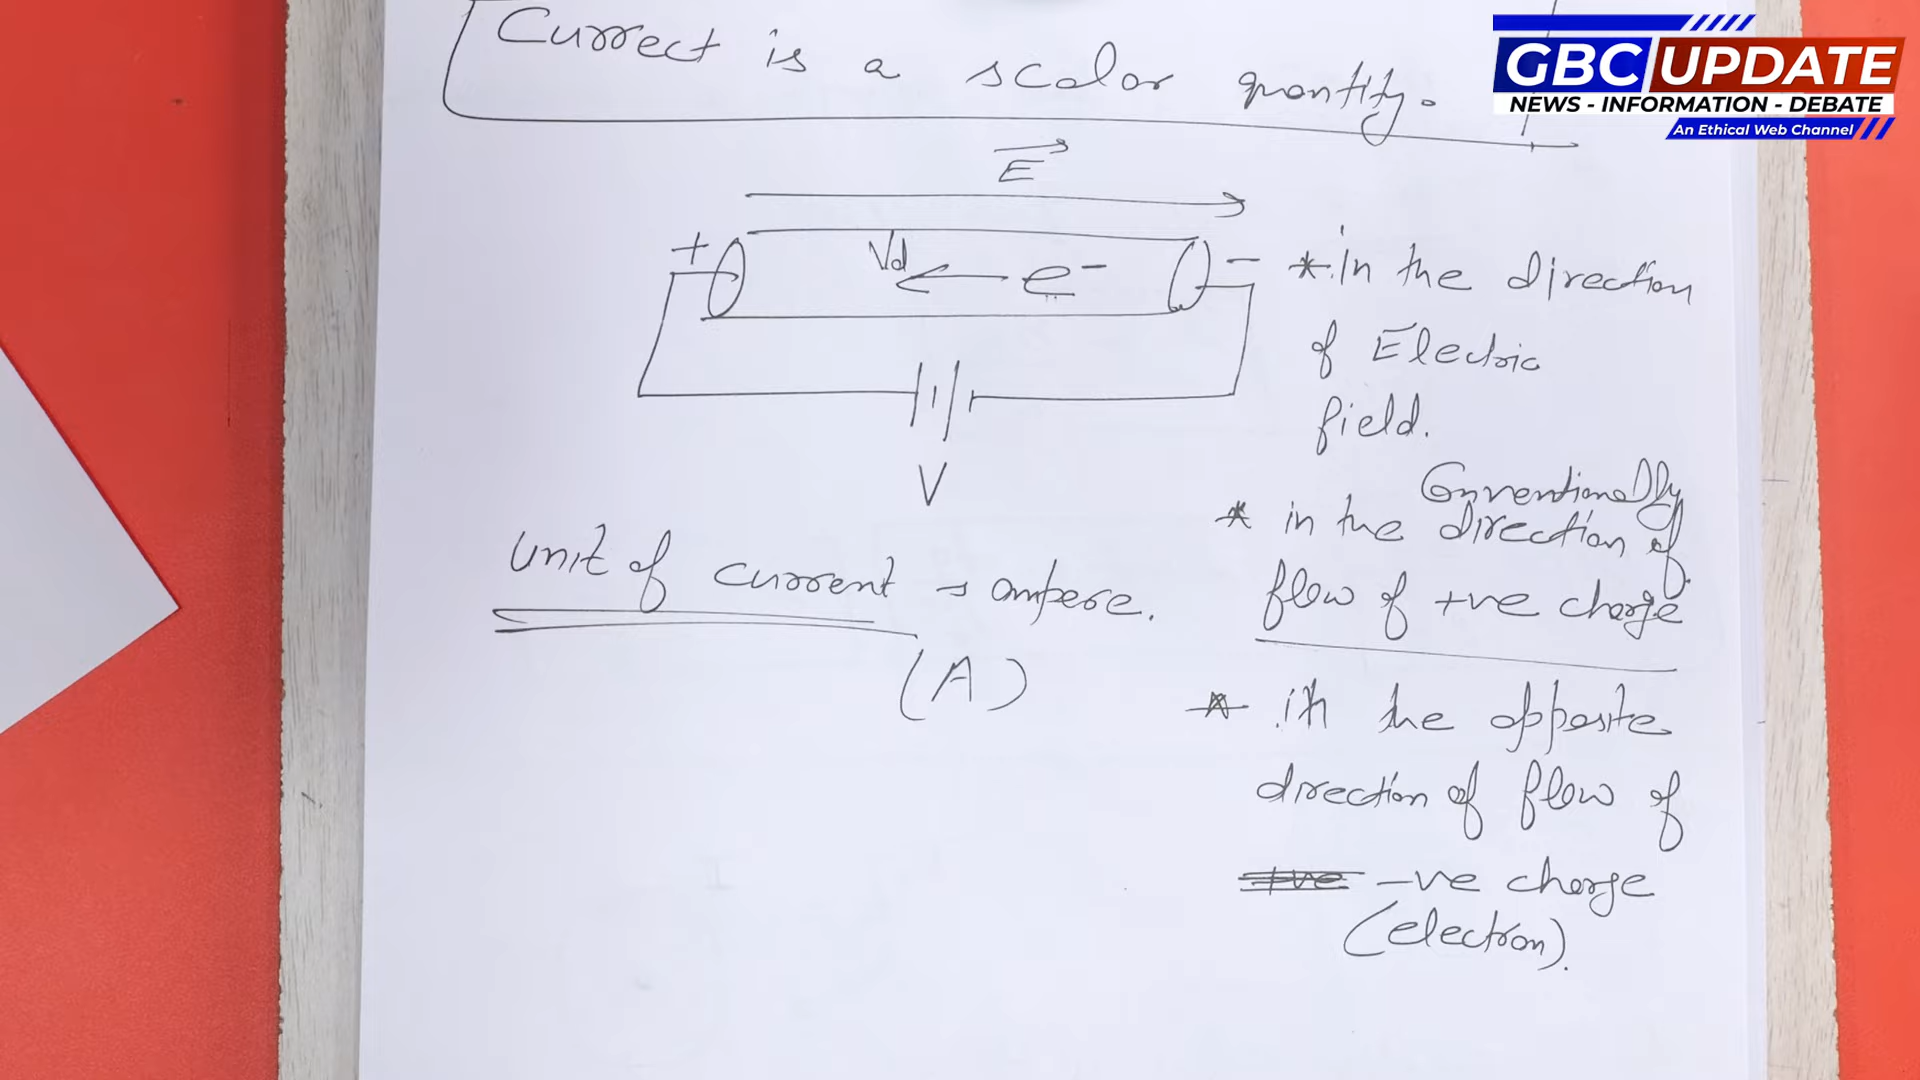 Currect is a scalar quantity.
GBC UPDATE
NEWS - INFORMATION - DEBATE
An Ethical Web Channel
E
+ Vd e− −
V
* in the direction
of Electric
field.
Conventionally
* in the direction of
flow of +ve charge
* in the opposite
direction of flow of
+ve -ve charge
(electron).
unit of current → ampere.
(A)